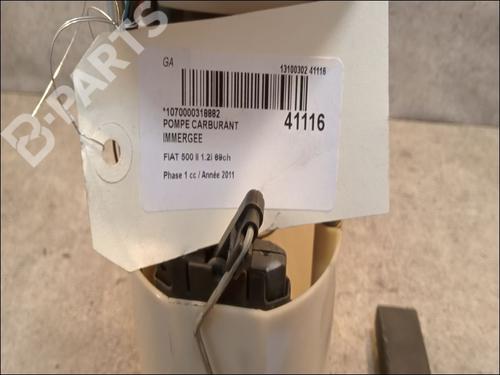 GA
13100302 41116
*1070000318882
41116
POMPE CARBURANT
IMMERGEE
FIAT 500 II 1.2i 69ch
Phase 1 cc / Année 2011
B-PARTS